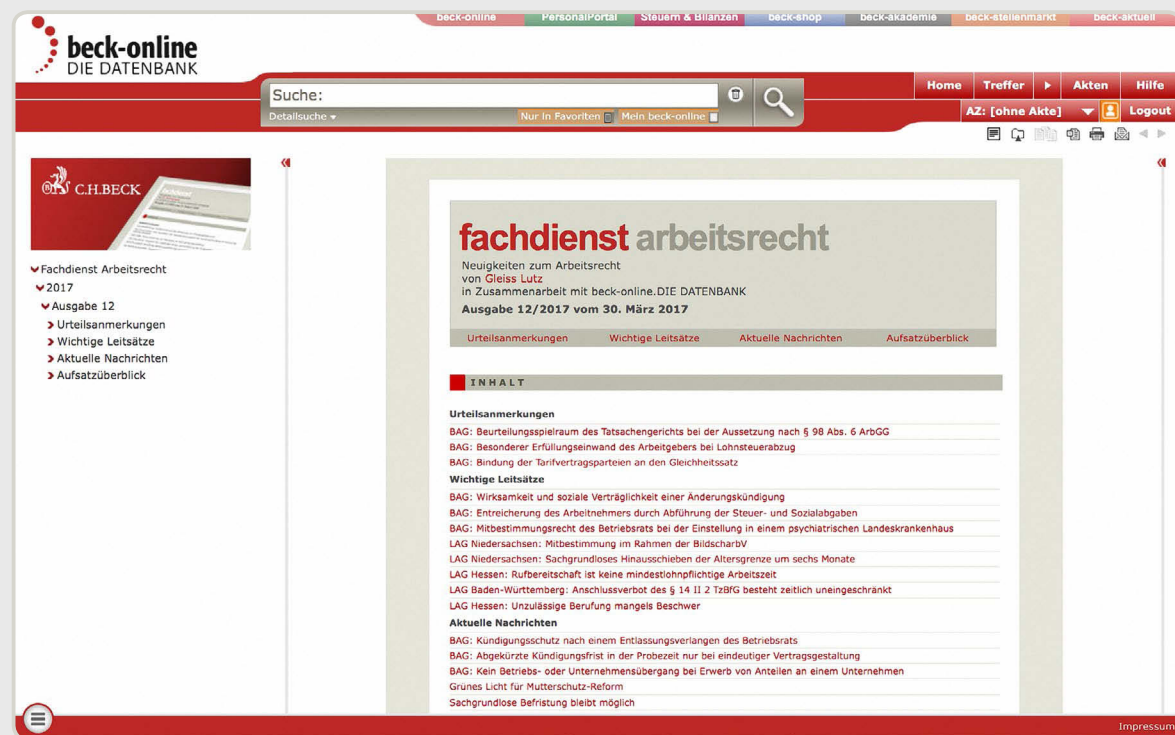 beck-online PersonalPortal Steuern & Bilanzen beck-shop beck-akademie beck-stellenmarkt beck-aktuell
beck-online
DIE DATENBANK
Suche:
Detailsuche
Nur in Favoriten Mein beck-online
Home Treffer Akten Hilfe
AZ: [ohne Akte] Logout
C.H.BECK
Fachdienst Arbeitsrecht
2017
Ausgabe 12
Urteilsanmerkungen
Wichtige Leitsätze
Aktuelle Nachrichten
Aufsatzüberblick
fachdienst arbeitsrecht
Neuigkeiten zum Arbeitsrecht
von Gleiss Lutz
in Zusammenarbeit mit beck-online.DIE DATENBANK
Ausgabe 12/2017 vom 30. März 2017
Urteilsanmerkungen Wichtige Leitsätze Aktuelle Nachrichten Aufsatzüberblick
INHALT
Urteilsanmerkungen
BAG: Beurteilungsspielraum des Tatsachengerichts bei der Aussetzung nach § 98 Abs. 6 ArbGG
BAG: Besonderer Erfüllungseinwand des Arbeitgebers bei Lohnsteuerabzug
BAG: Bindung der Tarifvertragsparteien an den Gleichheitssatz
Wichtige Leitsätze
BAG: Wirksamkeit und soziale Verträglichkeit einer Änderungskündigung
BAG: Entreicherung des Arbeitnehmers durch Abführung der Steuer- und Sozialabgaben
BAG: Mitbestimmungsrecht des Betriebsrats bei der Einstellung in einem psychiatrischen Landeskrankenhaus
LAG Niedersachsen: Mitbestimmung im Rahmen der BildscharbV
LAG Niedersachsen: Sachgrundloses Hinausschieben der Altersgrenze um sechs Monate
LAG Hessen: Rufbereitschaft ist keine mindestlohnpflichtige Arbeitszeit
LAG Baden-Württemberg: Anschlussverbot des § 14 II 2 TzBfG besteht zeitlich uneingeschränkt
LAG Hessen: Unzulässige Berufung mangels Beschwer
Aktuelle Nachrichten
BAG: Kündigungsschutz nach einem Entlassungsverlangen des Betriebsrats
BAG: Abgekürzte Kündigungsfrist in der Probezeit nur bei eindeutiger Vertragsgestaltung
BAG: Kein Betriebs- oder Unternehmensübergang bei Erwerb von Anteilen an einem Unternehmen
Grünes Licht für Mutterschutz-Reform
Sachgrundlose Befristung bleibt möglich
Impressum